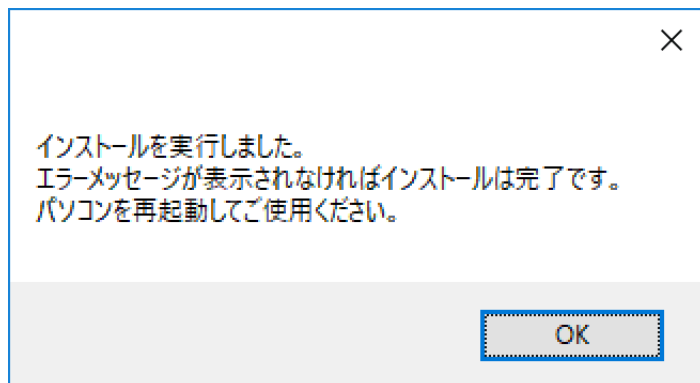 インストールを実行しました。
エラーメッセージが表示されなければインストールは完了です。
パソコンを再起動してご使用ください。
OK